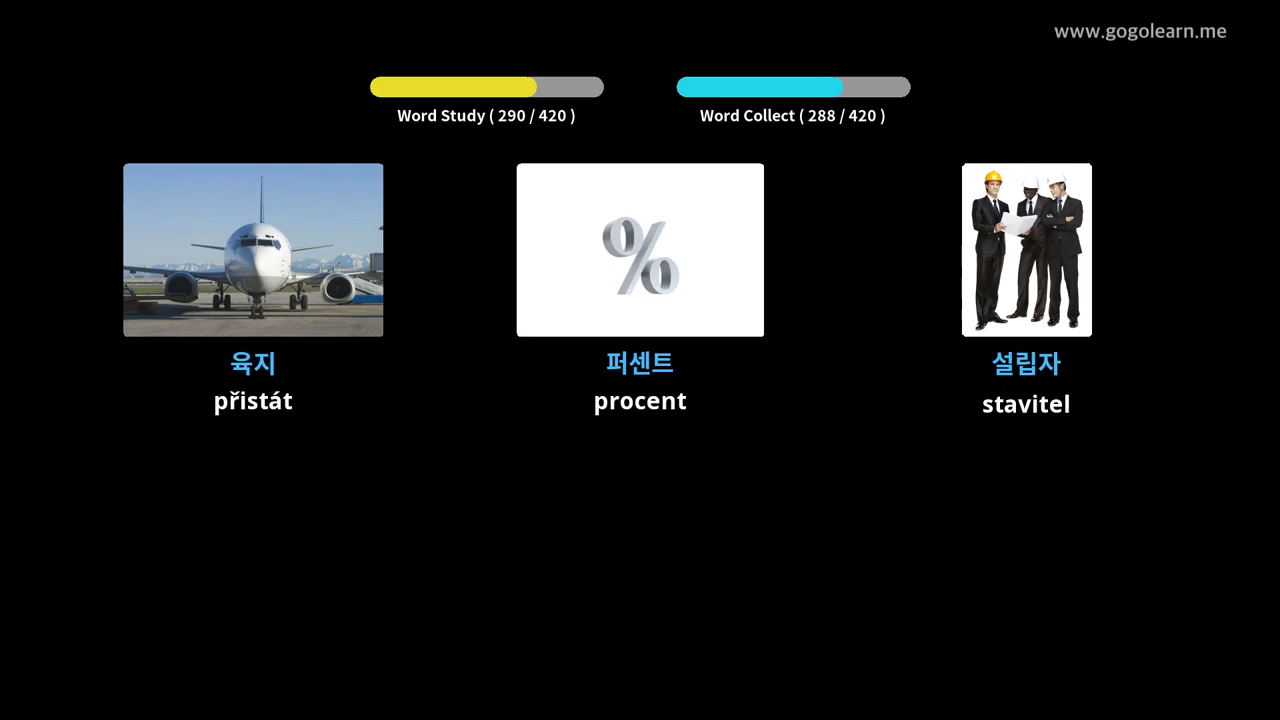 www.gogolearn.me
Word Study ( 290 / 420 )
Word Collect ( 288 / 420 )
%
육지
퍼센트
설립자
přistát
procent
stavitel